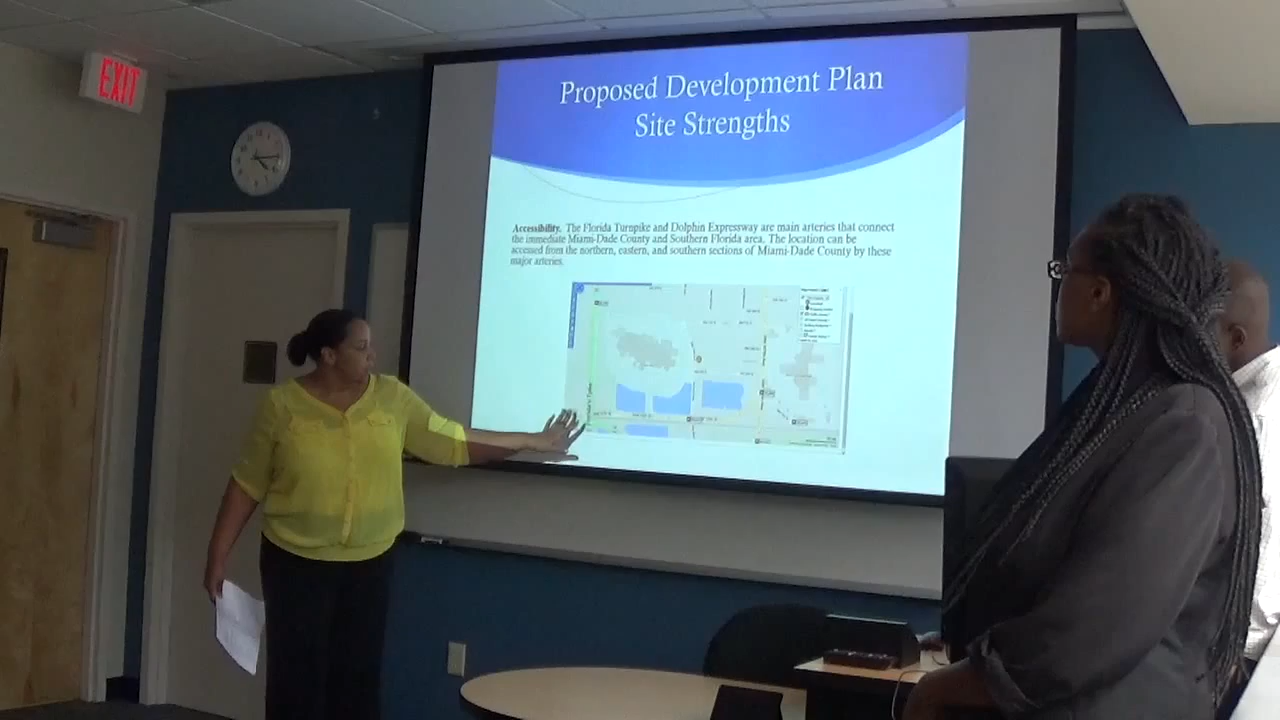 EXIT
Proposed Development Plan
Site Strengths
Accessibility. The Florida Turnpike and Dolphin Expressway are main arteries that connect
the immediate Miami-Dade County and Southern Florida area. The location can be
accessed from the northern, eastern, and southern sections of Miami-Dade County by these
major arteries.